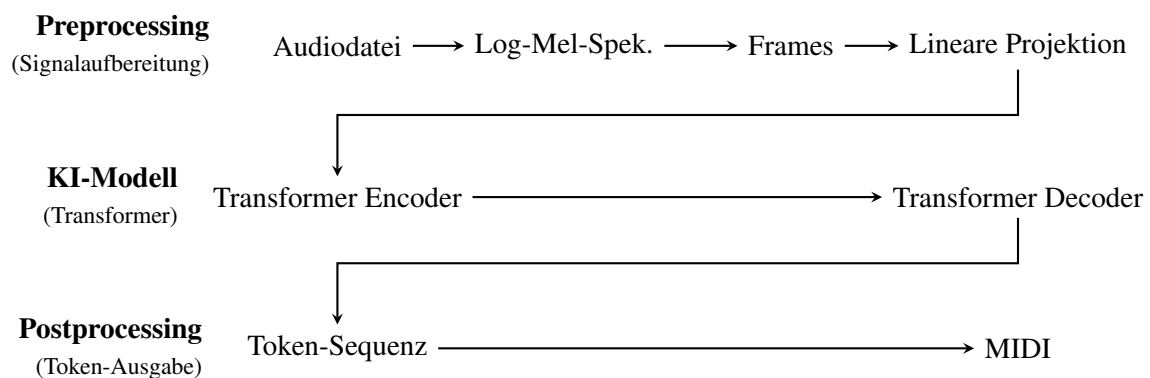 Preprocessing
(Signalaufbereitung)
Audiodatei Log-Mel-Spek. Frames Lineare Projektion
KI-Modell
(Transformer)
Transformer Encoder Transformer Decoder
Postprocessing
(Token-Ausgabe)
Token-Sequenz MIDI